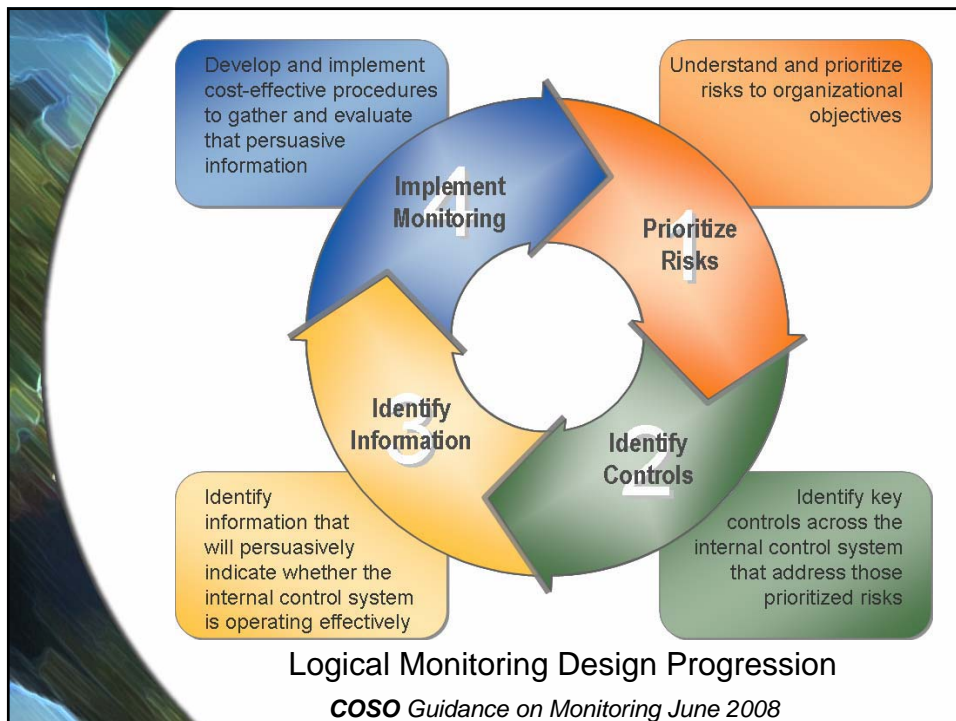 Develop and implement
cost-effective procedures
to gather and evaluate
that persuasive
information
Understand and prioritize
risks to organizational
objectives
4
Implement
Monitoring
1
Prioritize
Risks
3
Identify
Information
2
Identify
Controls
Identify
information that
will persuasively
indicate whether the
internal control system
is operating effectively
Identify key
controls across the
internal control system
that address those
prioritized risks
Logical Monitoring Design Progression
COSO Guidance on Monitoring June 2008